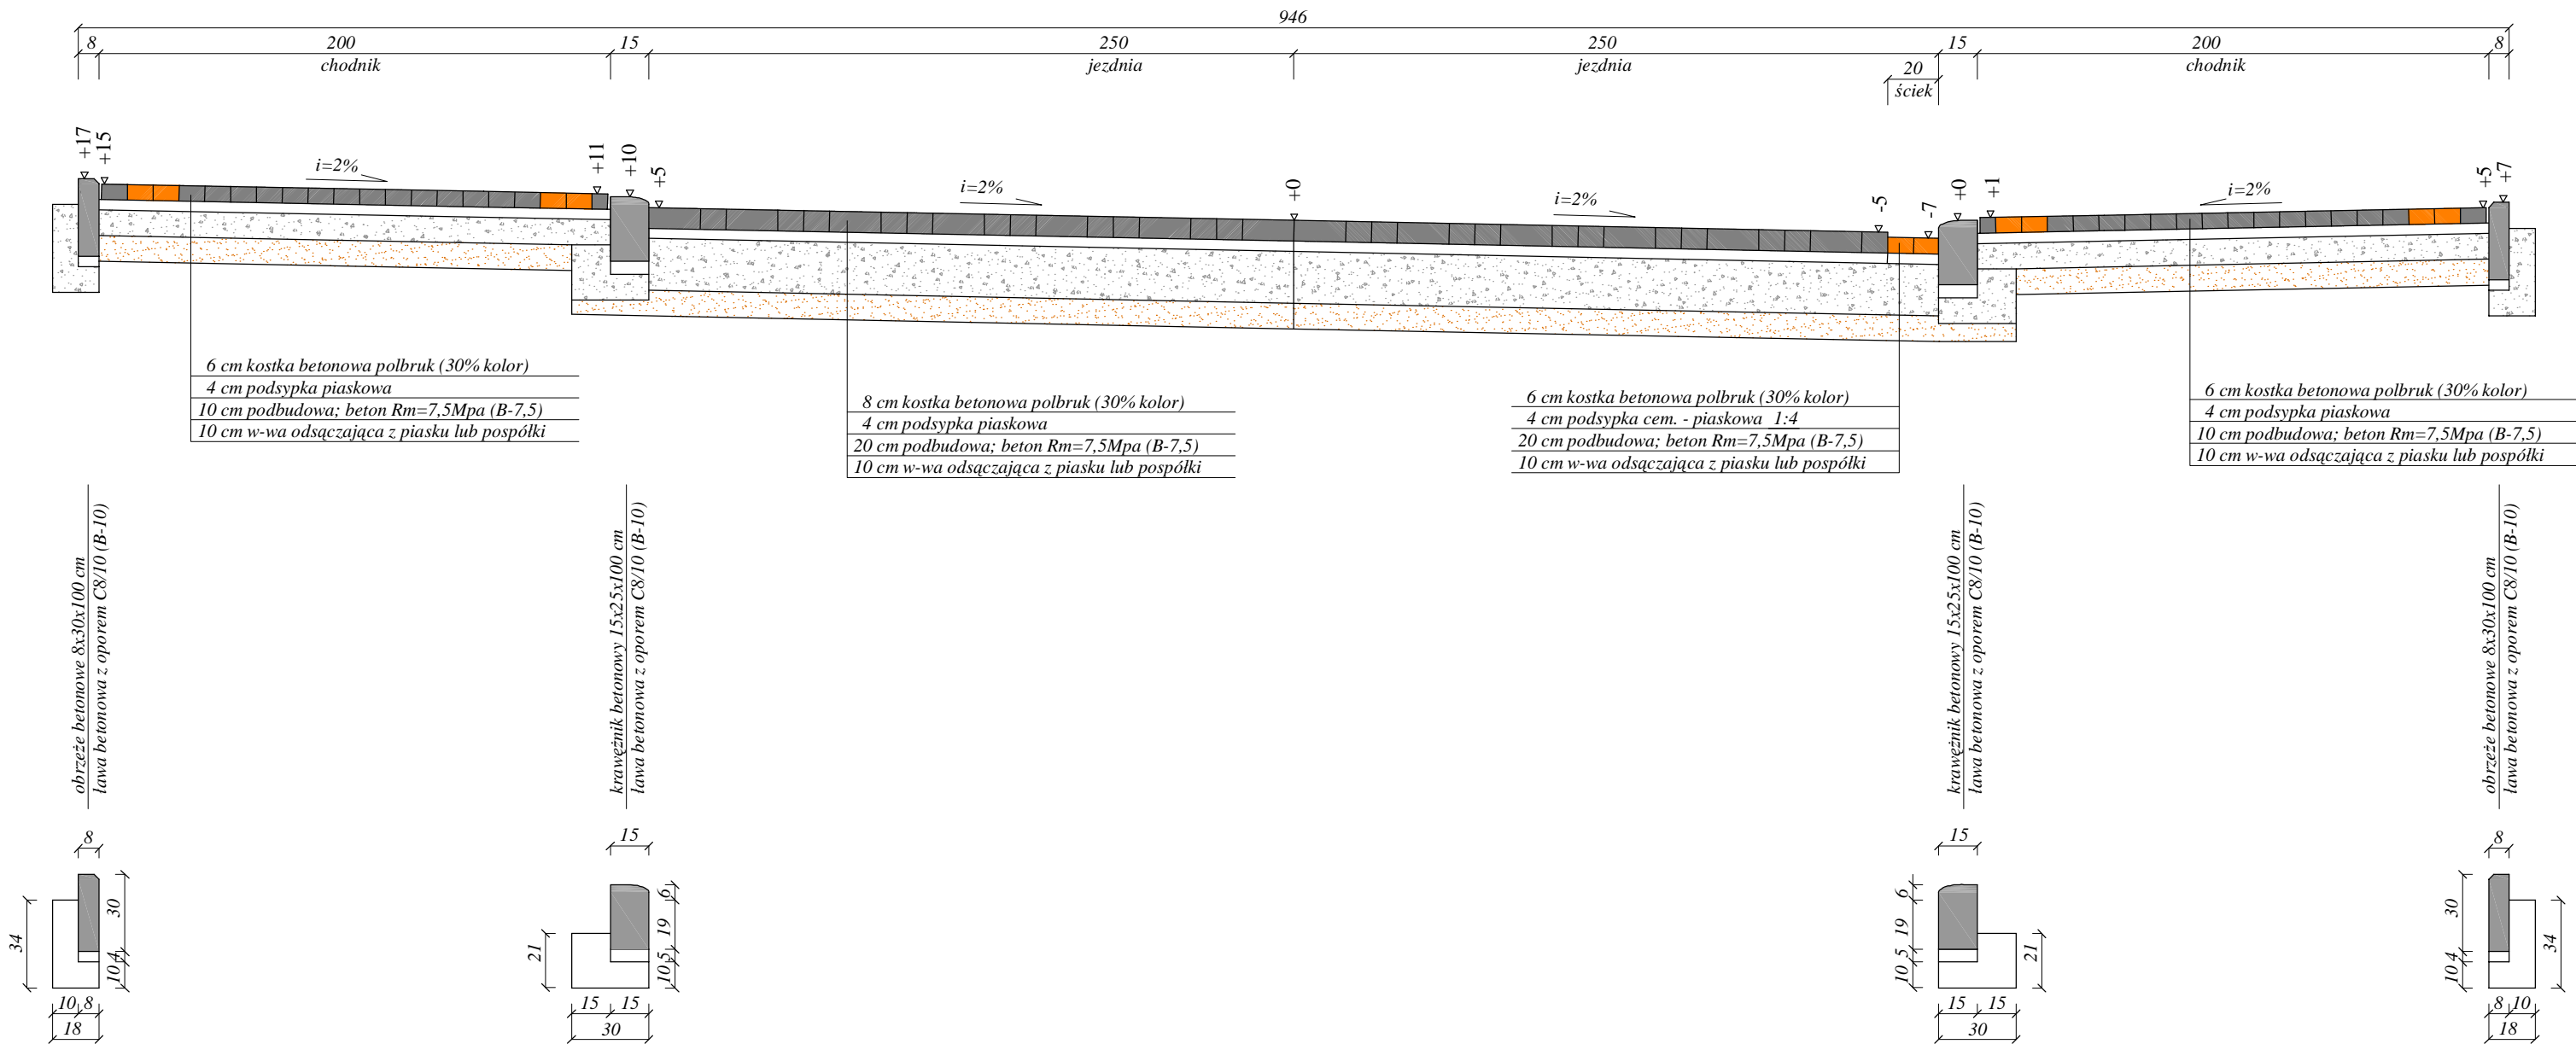 946
8 200 15 250 250 15 200 8
chodnik jezdnia jezdnia chodnik
20
ściek
+17 +15 +11 +10 +5 +0 -5 -7 +0 +1 +5 +7
i=2% i=2% i=2% i=2%
6 cm kostka betonowa polbruk (30% kolor)
4 cm podsypka piaskowa
10 cm podbudowa; beton Rm=7,5Mpa (B-7,5)
10 cm w-wa odsączająca z piasku lub pospółki
8 cm kostka betonowa polbruk (30% kolor)
4 cm podsypka piaskowa
20 cm podbudowa; beton Rm=7,5Mpa (B-7,5)
10 cm w-wa odsączająca z piasku lub pospółki
6 cm kostka betonowa polbruk (30% kolor)
4 cm podsypka cem. - piaskowa 1:4
20 cm podbudowa; beton Rm=7,5Mpa (B-7,5)
10 cm w-wa odsączająca z piasku lub pospółki
6 cm kostka betonowa polbruk (30% kolor)
4 cm podsypka piaskowa
10 cm podbudowa; beton Rm=7,5Mpa (B-7,5)
10 cm w-wa odsączająca z piasku lub pospółki
obrzeże betonowe 8x30x100 cm
ława betonowa z oporem C8/10 (B-10)
krawężnik betonowy 15x25x100 cm
ława betonowa z oporem C8/10 (B-10)
krawężnik betonowy 15x25x100 cm
ława betonowa z oporem C8/10 (B-10)
obrzeże betonowe 8x30x100 cm
ława betonowa z oporem C8/10 (B-10)
8
34
30
4
10
10 8
18
15
21
6
19
5
10
15 15
30
15
6
19
5
10
21
15 15
30
8
30
4
10
34
8 10
18